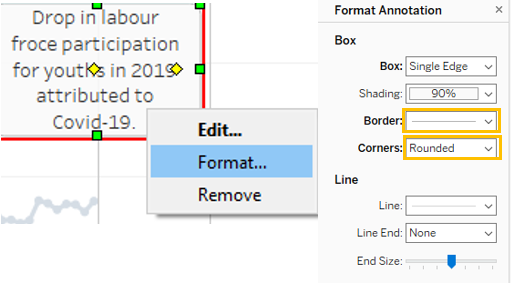 Drop in labour
froce participation
for youths in 2019
attributed to
Covid-19.
Edit...
Format...
Remove
Format Annotation
Box
Box: Single Edge
Shading: 90%
Border:
Corners: Rounded
Line
Line:
Line End: None
End Size: